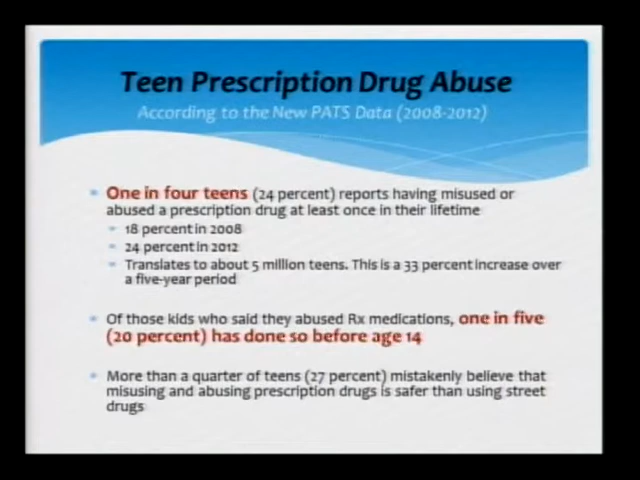 Teen Prescription Drug Abuse
According to the New PATS Data (2008-2012)
One in four teens (24 percent) reports having misused or
abused a prescription drug at least once in their lifetime
18 percent in 2008
24 percent in 2012
Translates to about 5 million teens. This is a 33 percent increase over
a five-year period
Of those kids who said they abused Rx medications, one in five
(20 percent) has done so before age 14
More than a quarter of teens (27 percent) mistakenly believe that
misusing and abusing prescription drugs is safer than using street
drugs